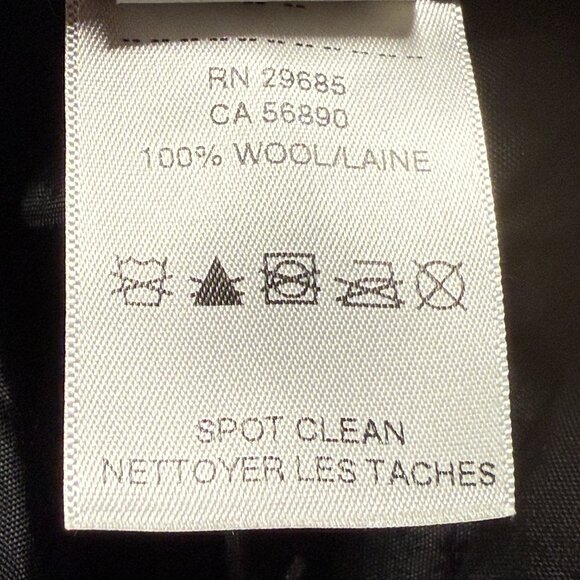 RN 29685
CA 56890
100% WOOL/LAINE
SPOT CLEAN
NETTOYER LES TACHES